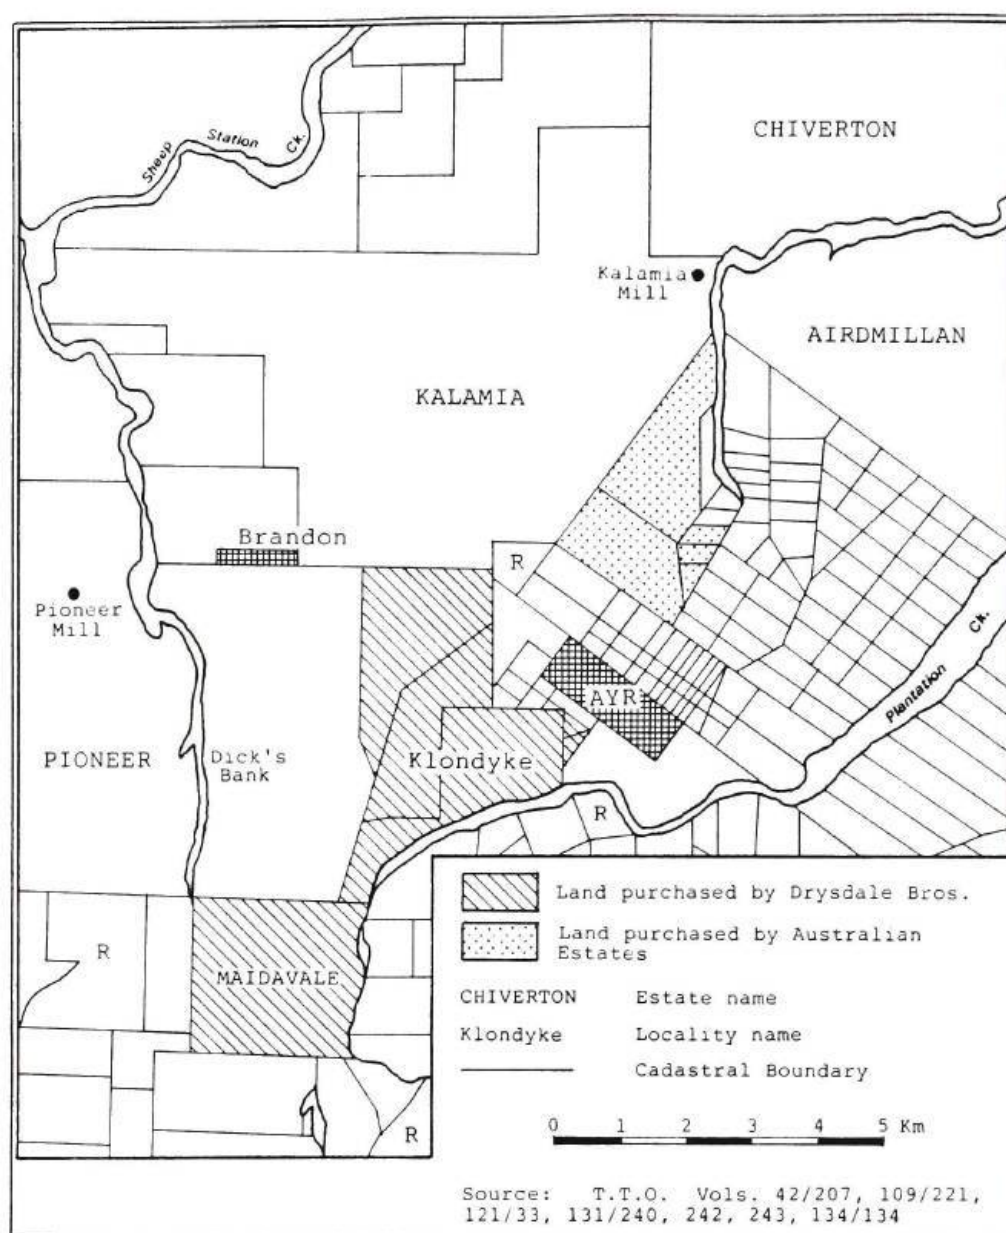 Sheep Station Ck.
CHIVERTON
Kalamia
Mill
AIRDMILLAN
KALAMIA
Brandon
R
Pioneer
Mill
Ck.
Plantation
AYR
PIONEER
Dick's
Bank
Klondyke
R
Land purchased by Drysdale Bros.
Land purchased by Australian
Estates
R
MAIDAVALE
CHIVERTON Estate name
Klondyke Locality name
Cadastral Boundary
R
0 1 2 3 4 5 Km
Source: T.T.O. Vols. 42/207, 109/221,
121/33, 131/240, 242, 243, 134/134